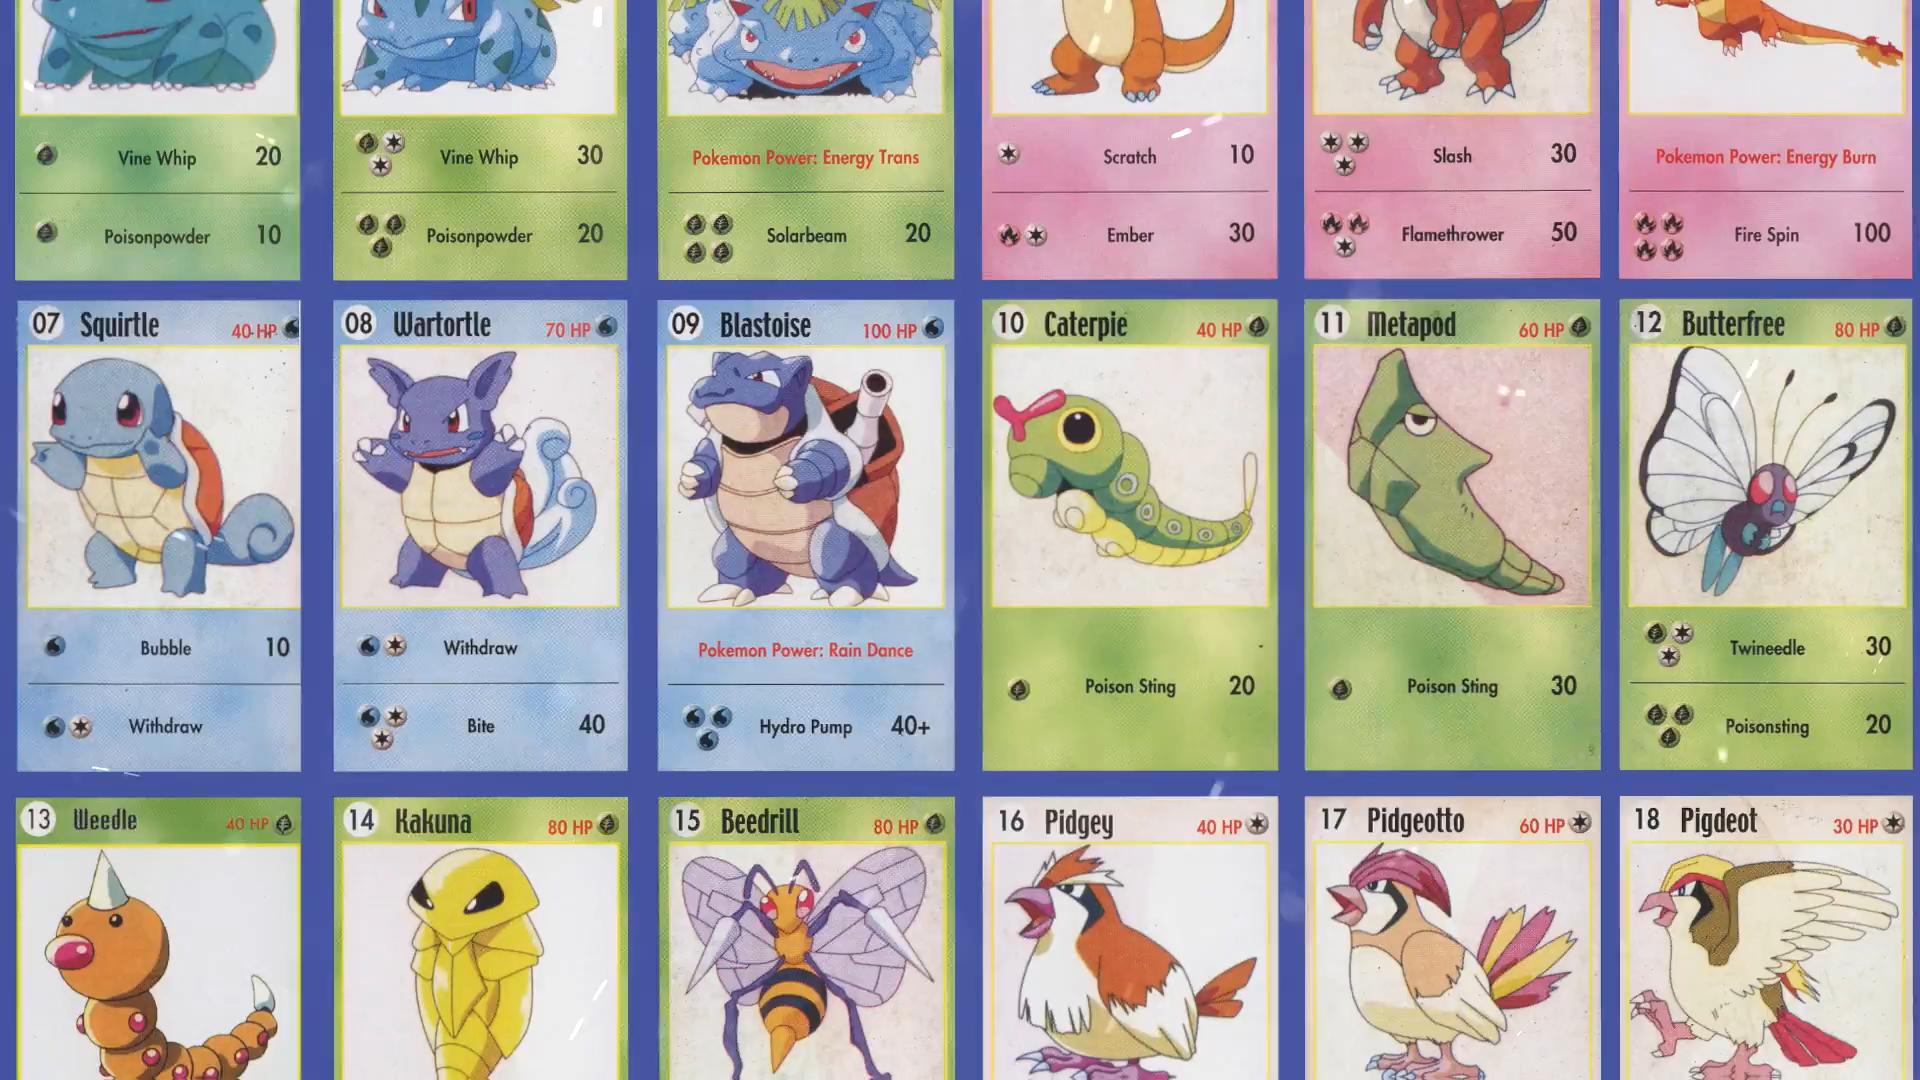 Vine Whip 20
Poisonpowder 10
Vine Whip 30
Poisonpowder 20
Pokemon Power: Energy Trans
Solarbeam 20
Scratch 10
Ember 30
Slash 30
Flamethrower 50
Pokemon Power: Energy Burn
Fire Spin 100
07 Squirtle 40 HP
Bubble 10
Withdraw
08 Wartortle 70 HP
Withdraw
Bite 40
09 Blastoise 100 HP
Pokemon Power: Rain Dance
Hydro Pump 40+
10 Caterpie 40 HP
Poison Sting 20
11 Metapod 60 HP
Poison Sting 30
12 Butterfree 80 HP
Twineedle 30
Poisonsting 20
13 Weedle 40 HP
14 Kakuna 80 HP
15 Beedrill 80 HP
16 Pidgey 40 HP
17 Pidgeotto 60 HP
18 Pigdeot 30 HP